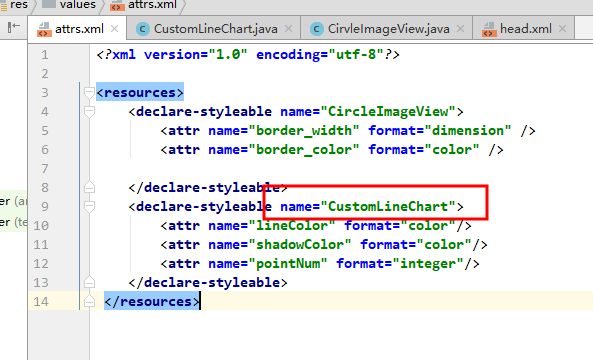 res values attrs.xml
attrs.xml CustomLineChart.java CirvleImageView.java head.xml
1 <?xml version="1.0" encoding="utf-8"?>
2
3 <resources>
4 <declare-styleable name="CircleImageView">
5 <attr name="border_width" format="dimension" />
6 <attr name="border_color" format="color" />
7
8 </declare-styleable>
9 <declare-styleable name="CustomLineChart">
10 <attr name="lineColor" format="color"/>
11 <attr name="shadowColor" format="color"/>
12 <attr name="pointNum" format="integer"/>
13 </declare-styleable>
14 </resources>
er (an
er (te